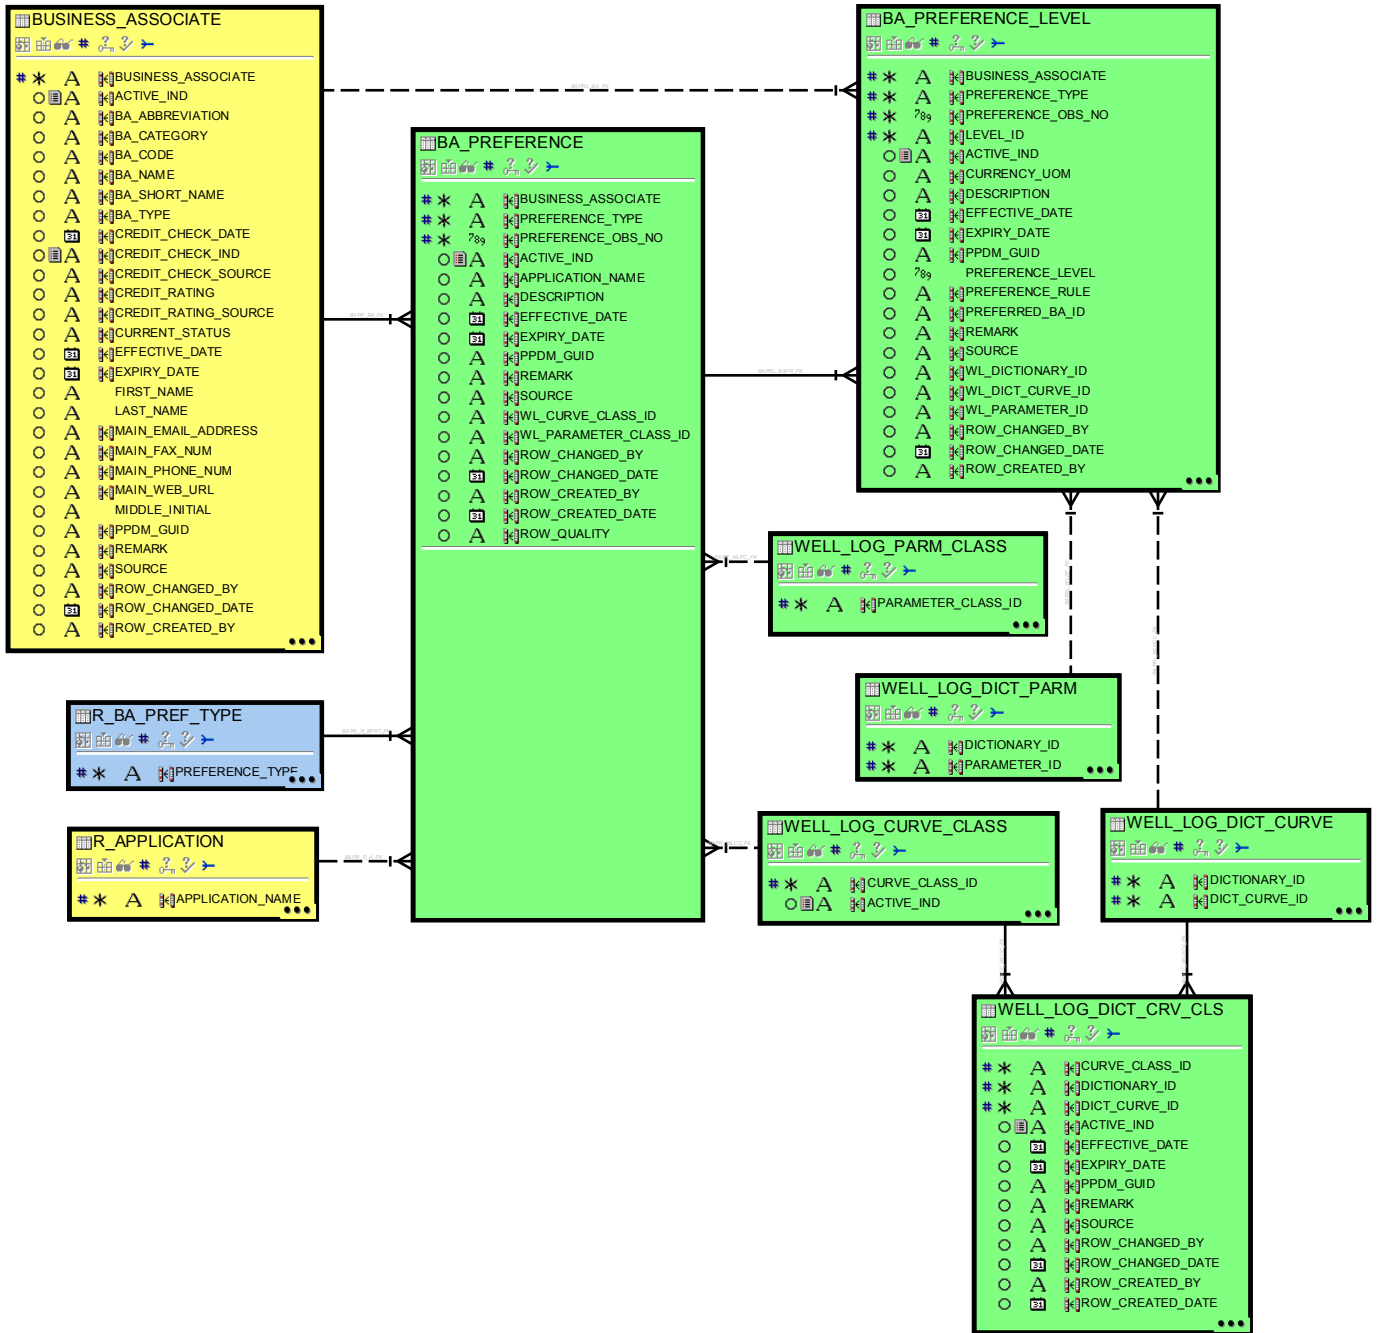 BUSINESS_ASSOCIATE
BUSINESS_ASSOCIATE
ACTIVE_IND
BA_ABBREVIATION
BA_CATEGORY
BA_CODE
BA_NAME
BA_SHORT_NAME
BA_TYPE
CREDIT_CHECK_DATE
CREDIT_CHECK_IND
CREDIT_CHECK_SOURCE
CREDIT_RATING
CREDIT_RATING_SOURCE
CURRENT_STATUS
EFFECTIVE_DATE
EXPIRY_DATE
FIRST_NAME
LAST_NAME
MAIN_EMAIL_ADDRESS
MAIN_FAX_NUM
MAIN_PHONE_NUM
MAIN_WEB_URL
MIDDLE_INITIAL
PPDM_GUID
REMARK
SOURCE
ROW_CHANGED_BY
ROW_CHANGED_DATE
ROW_CREATED_BY
R_BA_PREF_TYPE
PREFERENCE_TYPE
R_APPLICATION
APPLICATION_NAME
BA_PREFERENCE
BUSINESS_ASSOCIATE
PREFERENCE_TYPE
PREFERENCE_OBS_NO
ACTIVE_IND
APPLICATION_NAME
DESCRIPTION
EFFECTIVE_DATE
EXPIRY_DATE
PPDM_GUID
REMARK
SOURCE
WL_CURVE_CLASS_ID
WL_PARAMETER_CLASS_ID
ROW_CHANGED_BY
ROW_CHANGED_DATE
ROW_CREATED_BY
ROW_CREATED_DATE
ROW_QUALITY
BA_PREFERENCE_LEVEL
BUSINESS_ASSOCIATE
PREFERENCE_TYPE
PREFERENCE_OBS_NO
LEVEL_ID
ACTIVE_IND
CURRENCY_UOM
DESCRIPTION
EFFECTIVE_DATE
EXPIRY_DATE
PPDM_GUID
PREFERENCE_LEVEL
PREFERENCE_RULE
PREFERRED_BA_ID
REMARK
SOURCE
WL_DICTIONARY_ID
WL_DICT_CURVE_ID
WL_PARAMETER_ID
ROW_CHANGED_BY
ROW_CHANGED_DATE
ROW_CREATED_BY
WELL_LOG_PARM_CLASS
PARAMETER_CLASS_ID
WELL_LOG_DICT_PARM
DICTIONARY_ID
PARAMETER_ID
WELL_LOG_CURVE_CLASS
CURVE_CLASS_ID
ACTIVE_IND
WELL_LOG_DICT_CURVE
DICTIONARY_ID
DICT_CURVE_ID
WELL_LOG_DICT_CRV_CLS
CURVE_CLASS_ID
DICTIONARY_ID
DICT_CURVE_ID
ACTIVE_IND
EFFECTIVE_DATE
EXPIRY_DATE
PPDM_GUID
REMARK
SOURCE
ROW_CHANGED_BY
ROW_CHANGED_DATE
ROW_CREATED_BY
ROW_CREATED_DATE